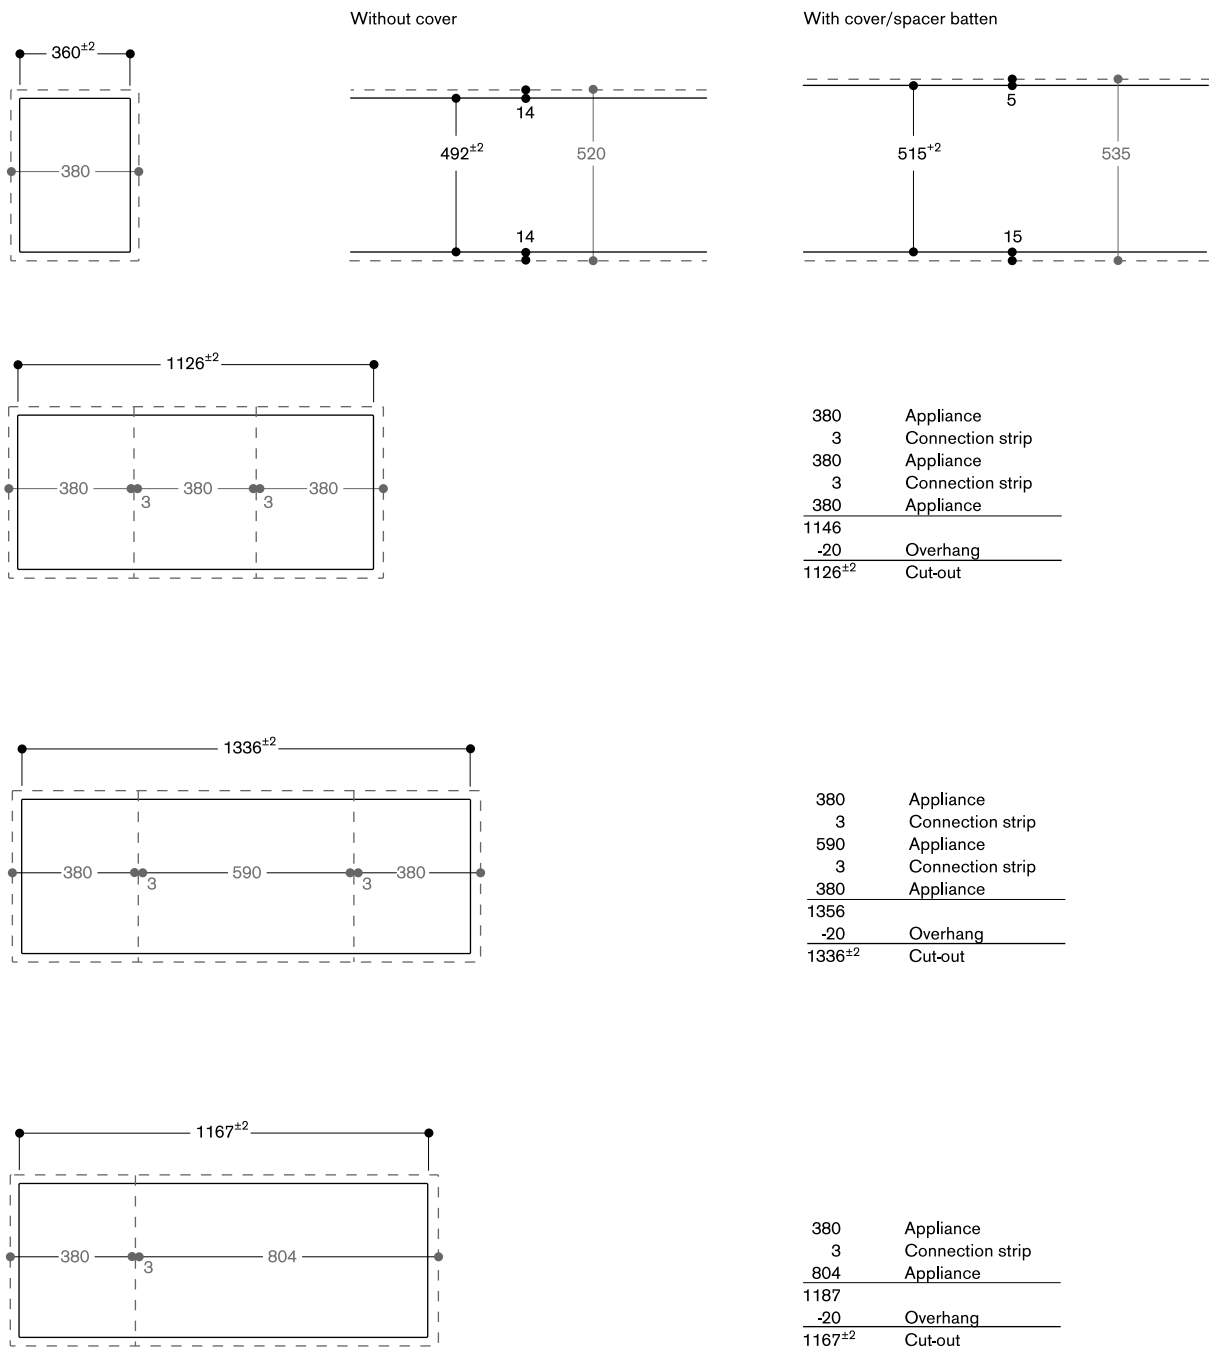 Without cover
With cover/spacer batten
360±2
14
5
492±2
520
515+2
535
380
14
15
1126±2
380 3 380 3 380
380 Appliance
3 Connection strip
380 Appliance
3 Connection strip
380 Appliance
1146
-20 Overhang
1126±2 Cut-out
1336±2
380 3 590 3 380
380 Appliance
3 Connection strip
590 Appliance
3 Connection strip
380 Appliance
1356
-20 Overhang
1336±2 Cut-out
1167±2
380 3 804
380 Appliance
3 Connection strip
804 Appliance
1187
-20 Overhang
1167±2 Cut-out